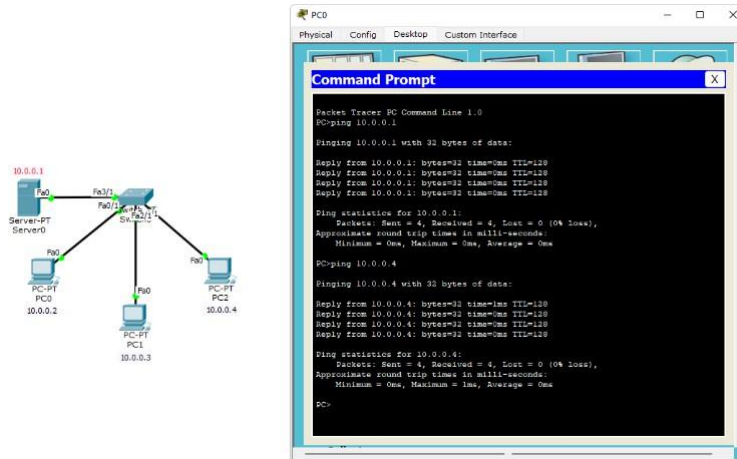 PC0
Physical Config Desktop Custom Interface
Command Prompt
X
Packet Tracer PC Command Line 1.0
PC>ping 10.0.0.1
Pinging 10.0.0.1 with 32 bytes of data:
Reply from 10.0.0.1: bytes=32 time=0ms TTL=128
Reply from 10.0.0.1: bytes=32 time=0ms TTL=128
Reply from 10.0.0.1: bytes=32 time=0ms TTL=128
Reply from 10.0.0.1: bytes=32 time=0ms TTL=128
Ping statistics for 10.0.0.1:
Packets: Sent = 4, Received = 4, Lost = 0 (0% loss),
Approximate round trip times in milli-seconds:
Minimum = 0ms, Maximum = 0ms, Average = 0ms
PC>ping 10.0.0.4
Pinging 10.0.0.4 with 32 bytes of data:
Reply from 10.0.0.4: bytes=32 time=1ms TTL=128
Reply from 10.0.0.4: bytes=32 time=0ms TTL=128
Reply from 10.0.0.4: bytes=32 time=0ms TTL=128
Reply from 10.0.0.4: bytes=32 time=0ms TTL=128
Ping statistics for 10.0.0.4:
Packets: Sent = 4, Received = 4, Lost = 0 (0% loss),
Approximate round trip times in milli-seconds:
Minimum = 0ms, Maximum = 1ms, Average = 0ms
PC>
10.0.0.1
Fa0
Fa3/1
Fa0/1
Fa2/1
Server-PT
Server0
Fa0
PC-PT
PC0
10.0.0.2
Fa0
PC-PT
PC1
10.0.0.3
Fa0
PC-PT
PC2
10.0.0.4